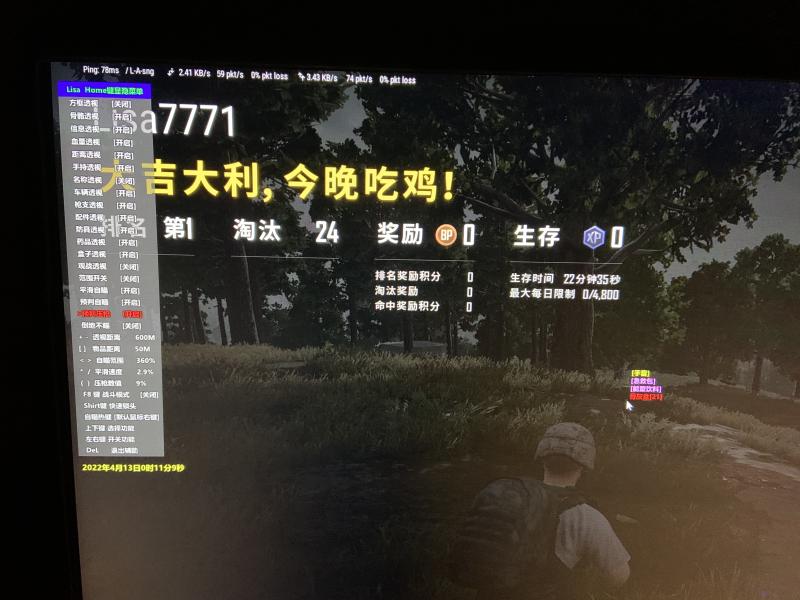 Ping: 78ms / L-A-sng 2.41 KB/s 59 pkt/s 0% pkt loss 3.43 KB/s 74 pkt/s 0% pkt loss
Lisa Home键显隐菜单
Lisa7771
大吉大利,今晚吃鸡!
排名 第1 淘汰 24 奖励 BP 0 生存 XP 0
排名奖励积分 0
淘汰奖励 0
命中奖励积分 0
生存时间 22分钟35秒
最大每日限制 0/4,800
方框透视 [关闭]
骨骼透视 [开启]
信息透视 [开启]
血量透视 [开启]
距离透视 [开启]
手持透视 [开启]
名称透视 [关闭]
车辆透视 [开启]
枪支透视 [开启]
配件透视 [开启]
防具透视 [开启]
药品透视 [开启]
盒子透视 [开启]
观战透视 [关闭]
范围开关 [关闭]
平滑自瞄 [开启]
预判自瞄 [开启]
[开启]
倒地不瞄 [关闭]
+ - 透视距离 600M
[ ] 物品距离 50M
< > 自瞄范围 360%
* / 平滑速度 2.9%
( ) 压枪数值 9%
F8 键 战斗模式 [关闭]
Shirt键 快速锁头
自瞄热键 [默认鼠标右键]
上下键 选择功能
左右键 开关功能
DeL 退出辅助
2022年4月13日0时11分9秒
[手雷]
[急救包]
[能量饮料]
[21]